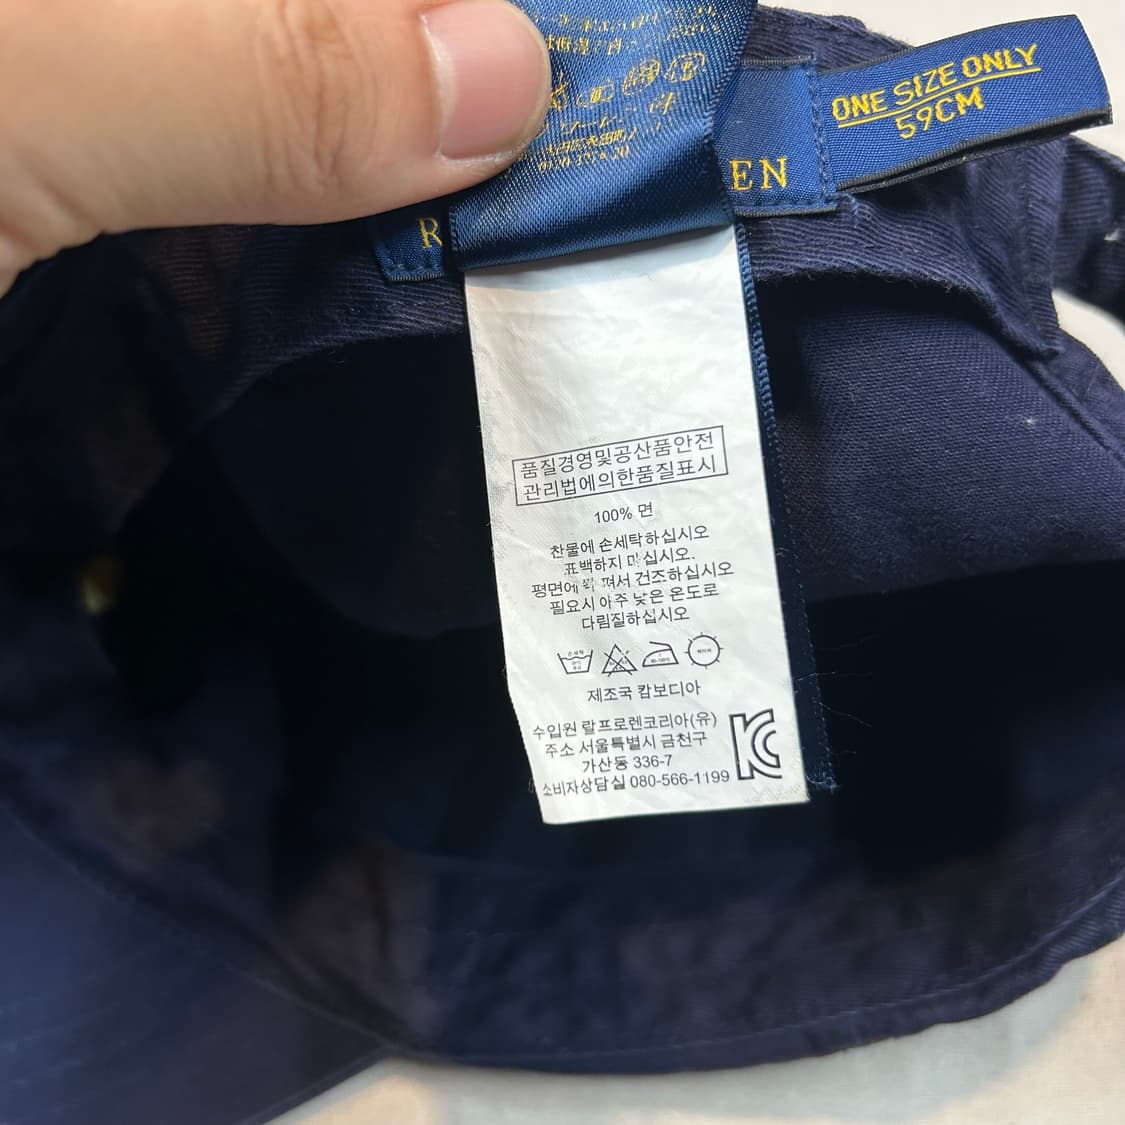 ONE SIZE ONLY
59CM
R
EN
품질경영및공산품안전
관리법에의한품질표시
100% 면
찬물에 손세탁하십시오
표백하지 마십시오.
평면에 펴서 건조하십시오
필요시 아주 낮은 온도로
다림질하십시오
제조국 캄보디아
수입원 랄프로렌코리아(유)
주소 서울특별시 금천구
가산동 336-7
소비자상담실 080-566-1199